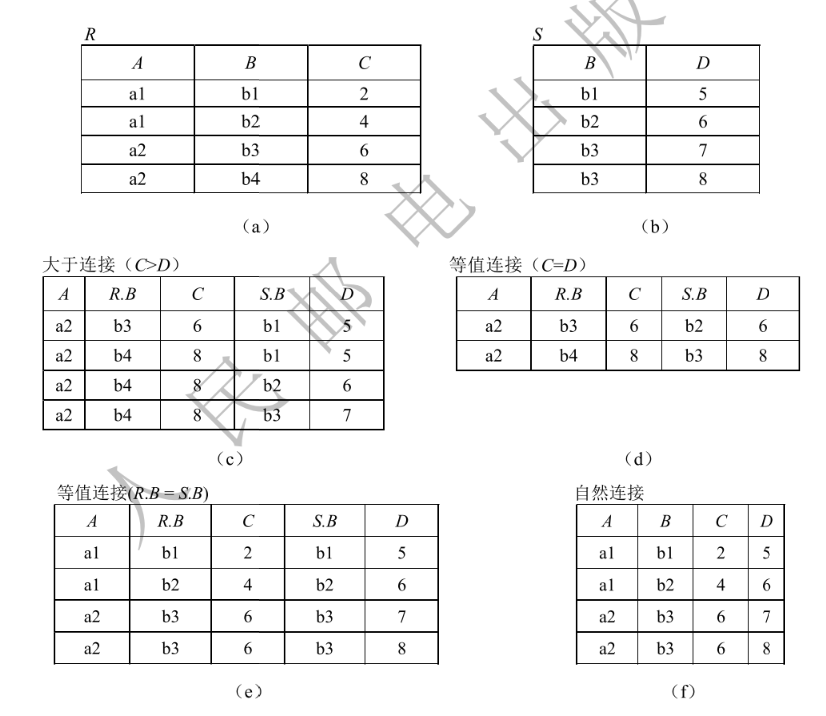 R
A B C
a1 b1 2
a1 b2 4
a2 b3 6
a2 b4 8
(a)
S
B D
b1 5
b2 6
b3 7
b3 8
(b)
大于连接（C>D）
A R.B C S.B D
a2 b3 6 b1 5
a2 b4 8 b1 5
a2 b4 8 b2 6
a2 b4 8 b3 7
(c)
等值连接（C=D）
A R.B C S.B D
a2 b3 6 b2 6
a2 b4 8 b3 8
(d)
等值连接(R.B = S.B)
A R.B C S.B D
a1 b1 2 b1 5
a1 b2 4 b2 6
a2 b3 6 b3 7
a2 b3 6 b3 8
(e)
自然连接
A B C D
a1 b1 2 5
a1 b2 4 6
a2 b3 6 7
a2 b3 6 8
(f)
人民邮电出版